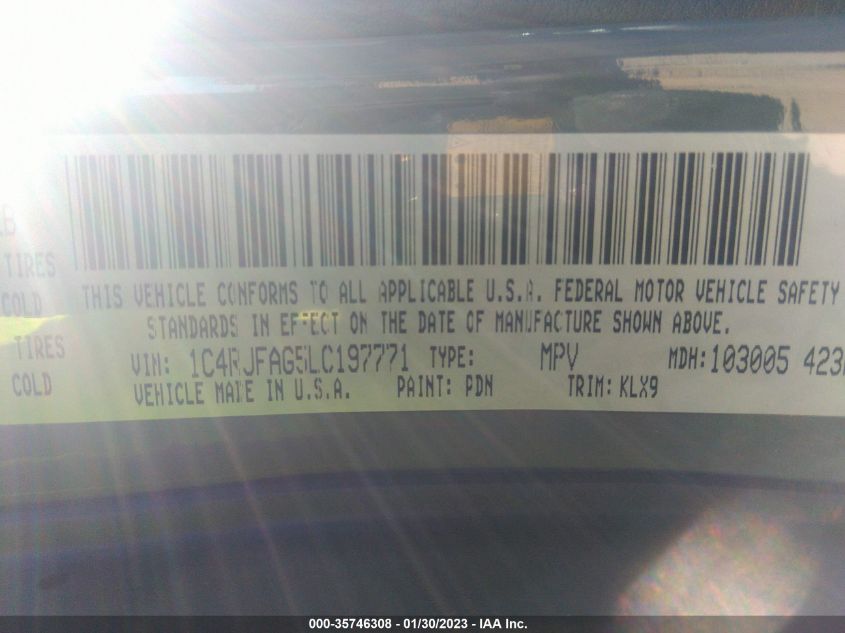 TIRES
COLD
THIS VEHICLE CONFORMS TO ALL APPLICABLE U.S.A. FEDERAL MOTOR VEHICLE SAFETY
STANDARDS IN EFFECT ON THE DATE OF MANUFACTURE SHOWN ABOVE.
TIRES
COLD
VIN: 1C4RJFAG5LC197771 TYPE: MPV MDH: 103005 423
VEHICLE MADE IN U.S.A. PAINT: PDN TRIM: KLX9
000-35746308 - 01/30/2023 - IAA Inc.